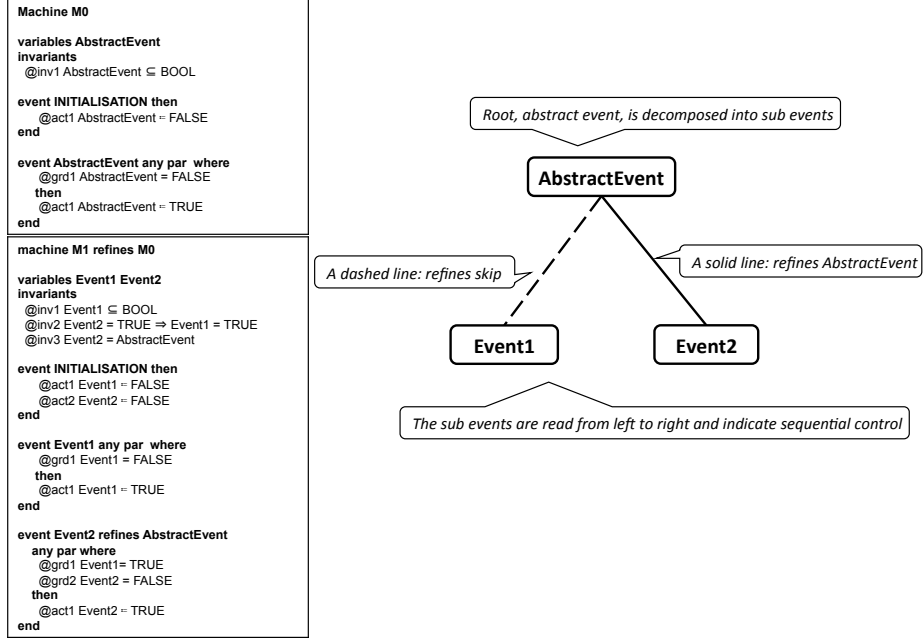 Machine M0
variables AbstractEvent
invariants
@inv1 AbstractEvent ⊆ BOOL
event INITIALISATION then
@act1 AbstractEvent ≔ FALSE
end
event AbstractEvent any par where
@grd1 AbstractEvent = FALSE
then
@act1 AbstractEvent ≔ TRUE
end
machine M1 refines M0
variables Event1 Event2
invariants
@inv1 Event1 ⊆ BOOL
@inv2 Event2 = TRUE ⇒ Event1 = TRUE
@inv3 Event2 = AbstractEvent
event INITIALISATION then
@act1 Event1 ≔ FALSE
@act2 Event2 ≔ FALSE
end
event Event1 any par where
@grd1 Event1 = FALSE
then
@act1 Event1 ≔ TRUE
end
event Event2 refines AbstractEvent
any par where
@grd1 Event1= TRUE
@grd2 Event2 = FALSE
then
@act1 Event2 ≔ TRUE
end
Root, abstract event, is decomposed into sub events
AbstractEvent
A dashed line: refines skip
A solid line: refines AbstractEvent
Event1
Event2
The sub events are read from left to right and indicate sequential control